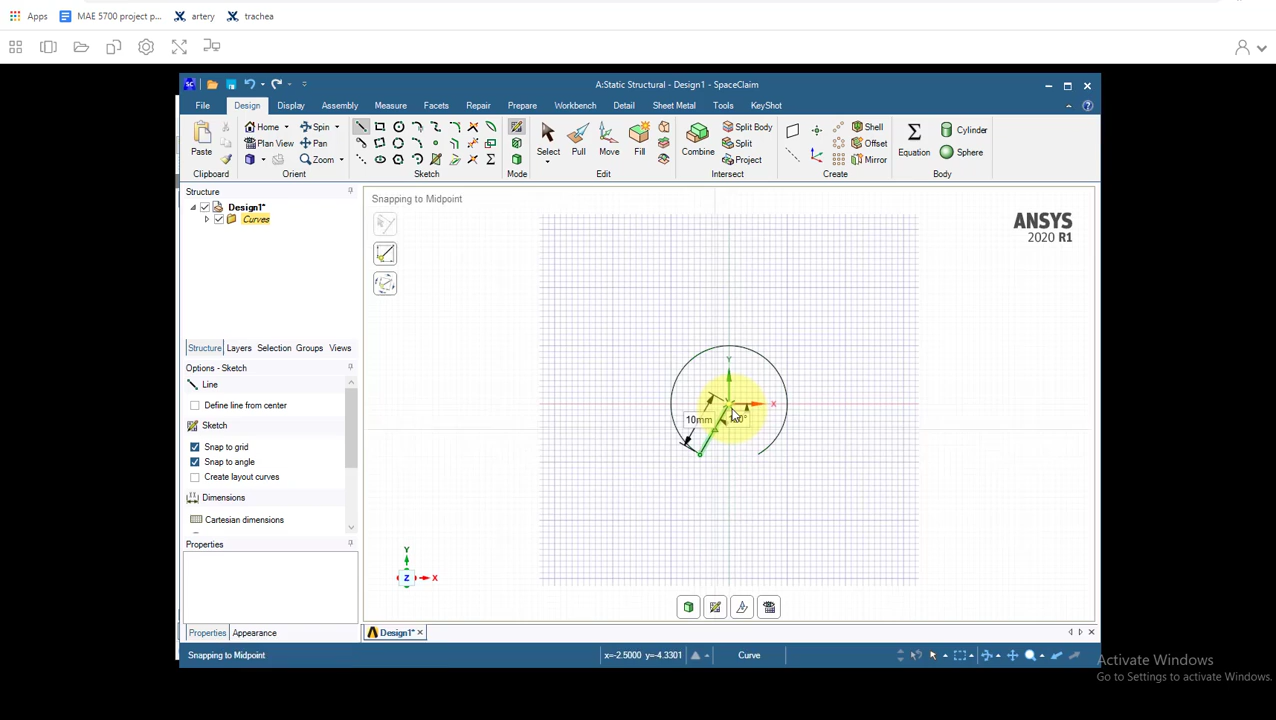 Apps MAE 5700 project p... artery trachea
A:Static Structural - Design1 - SpaceClaim
File Design Display Assembly Measure Facets Repair Prepare Workbench Detail Sheet Metal Tools KeyShot
Paste
Home Spin
Plan View Pan
Zoom
Select Pull Move Fill
Combine
Split Body
Split
Project
Shell
Offset
Mirror
Equation
Cylinder
Sphere
Clipboard Orient Sketch Mode Edit Intersect Create Body
Structure
Design1*
Curves
Structure Layers Selection Groups Views
Options - Sketch
Line
Define line from center
Sketch
Snap to grid
Snap to angle
Create layout curves
Dimensions
Cartesian dimensions
Properties
Properties Appearance
Snapping to Midpoint
ANSYS
2020 R1
Y
X
10mm
Y
Z X
Design1*
Snapping to Midpoint x=-2.5000 y=-4.3301 Curve
Activate Windows
Go to Settings to activate Windows.